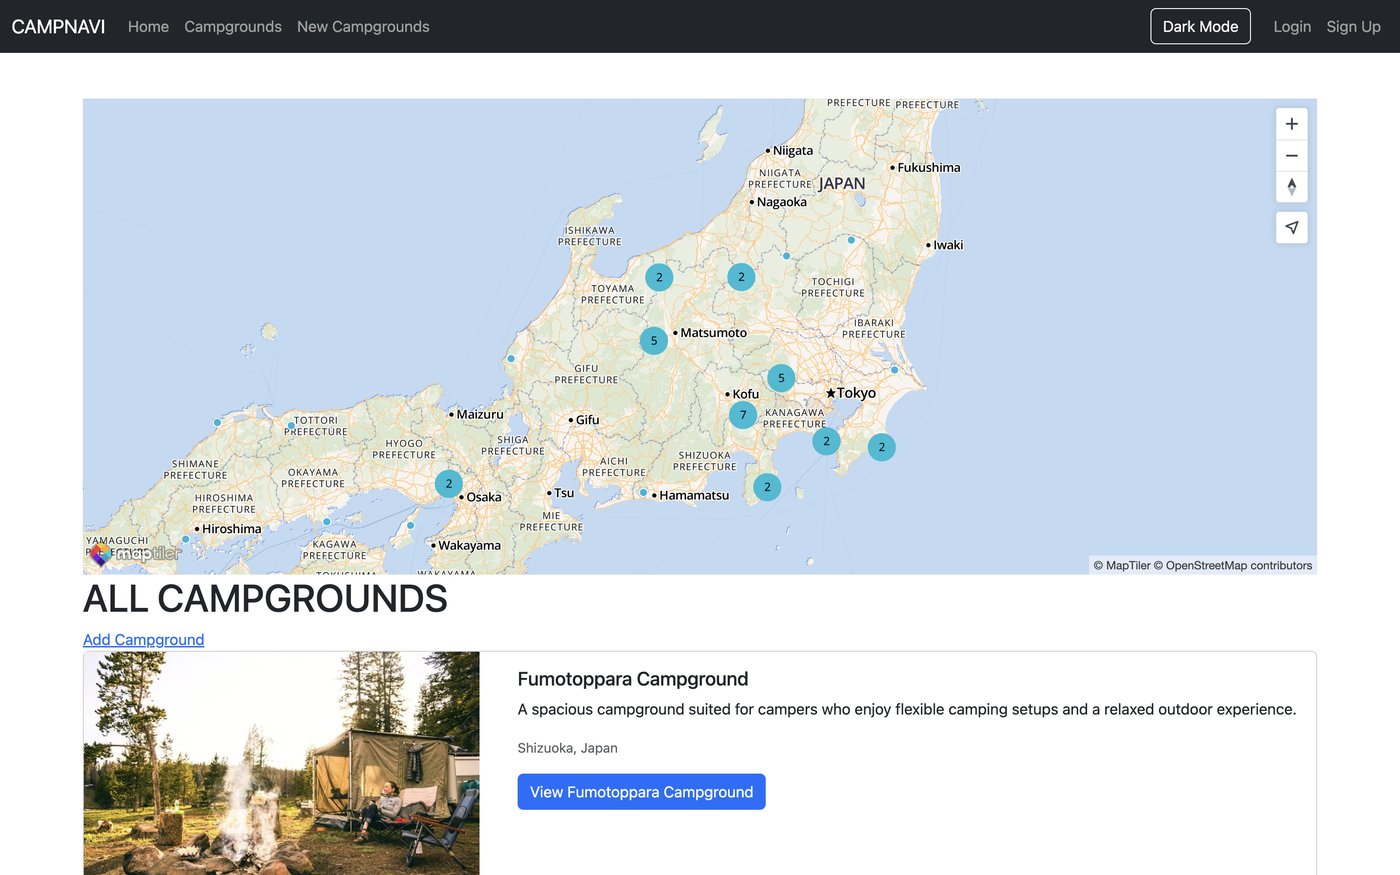 CAMPNAVI Home Campgrounds New Campgrounds Dark Mode Login Sign Up
PREFECTURE PREFECTURE
Niigata
Fukushima
NIIGATA
PREFECTURE
JAPAN
Nagaoka
ISHIKAWA
PREFECTURE
Iwaki
2
2
TOYAMA
PREFECTURE
TOCHIGI
PREFECTURE
IBARAKI
PREFECTURE
Matsumoto
5
GIFU
PREFECTURE
5
Kofu
Tokyo
7
KANAGAWA
PREFECTURE
Maizuru
Gifu
TOTTORI
PREFECTURE
HYOGO
PREFECTURE
SHIGA
PREFECTURE
2
2
SHIZUOKA
PREFECTURE
AICHI
PREFECTURE
SHIMANE
PREFECTURE
OKAYAMA
PREFECTURE
2
Osaka
Tsu
Hamamatsu
2
HIROSHIMA
PREFECTURE
Hiroshima
MIE
PREFECTURE
YAMAGUCHI
KAGAWA
PREFECTURE
Wakayama
maptiler
TOKUSHIMA
WAKAYAMA
© MapTiler © OpenStreetMap contributors
ALL CAMPGROUNDS
Add Campground
Fumotoppara Campground
A spacious campground suited for campers who enjoy flexible camping setups and a relaxed outdoor experience.
Shizuoka, Japan
View Fumotoppara Campground